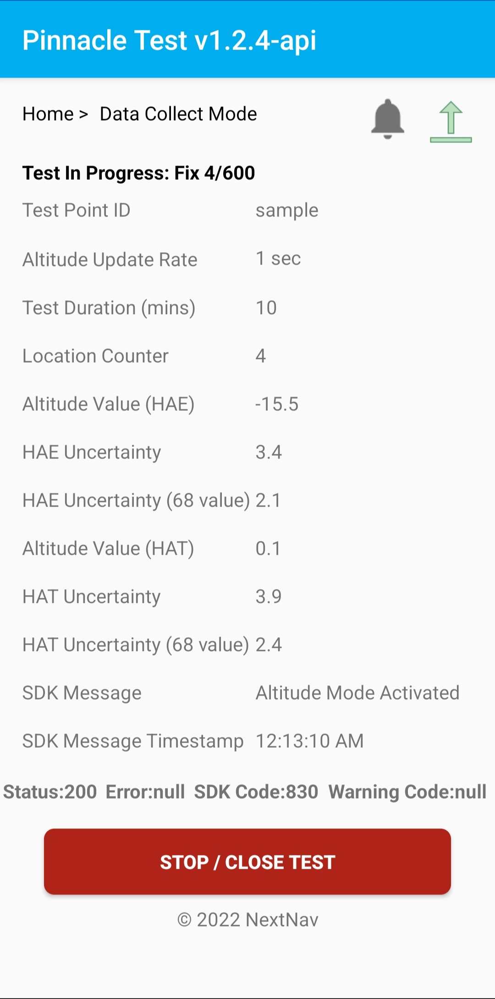 Pinnacle Test v1.2.4-api
Home > Data Collect Mode
Test In Progress: Fix 4/600
Test Point ID sample
Altitude Update Rate 1 sec
Test Duration (mins) 10
Location Counter 4
Altitude Value (HAE) -15.5
HAE Uncertainty 3.4
HAE Uncertainty (68 value) 2.1
Altitude Value (HAT) 0.1
HAT Uncertainty 3.9
HAT Uncertainty (68 value) 2.4
SDK Message Altitude Mode Activated
SDK Message Timestamp 12:13:10 AM
Status:200 Error:null SDK Code:830 Warning Code:null
STOP / CLOSE TEST
© 2022 NextNav